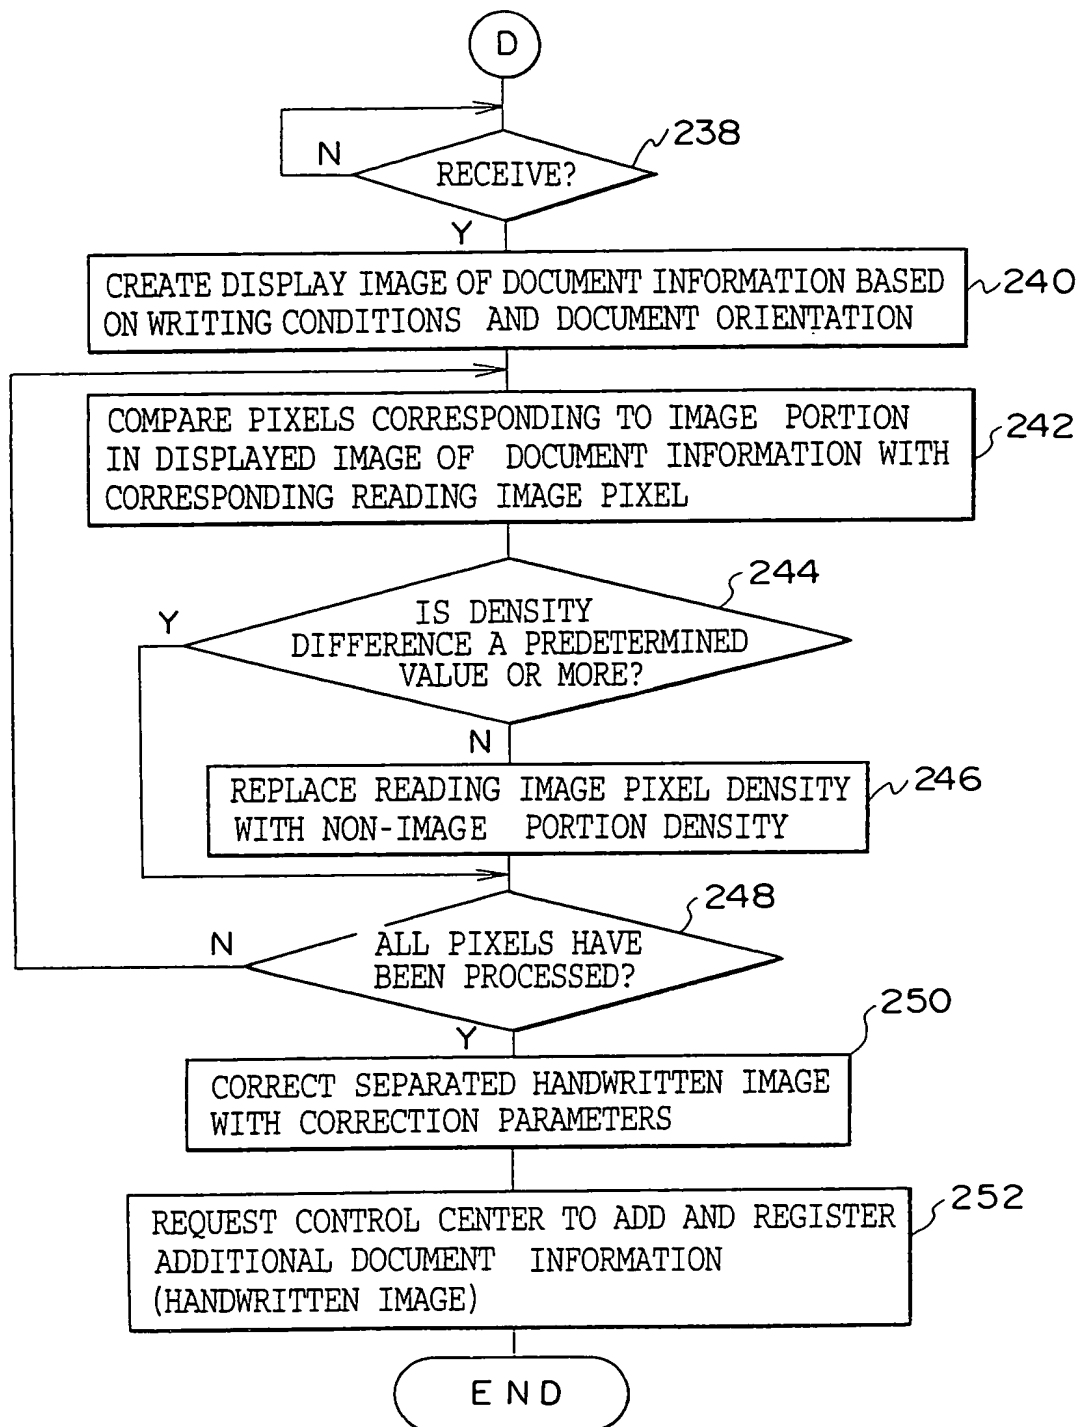 D
238
N
RECEIVE?
Y
CREATE DISPLAY IMAGE OF DOCUMENT INFORMATION BASED
ON WRITING CONDITIONS AND DOCUMENT ORIENTATION
240
COMPARE PIXELS CORRESPONDING TO IMAGE PORTION
IN DISPLAYED IMAGE OF DOCUMENT INFORMATION WITH
CORRESPONDING READING IMAGE PIXEL
242
244
Y
IS DENSITY
DIFFERENCE A PREDETERMINED
VALUE OR MORE?
N
REPLACE READING IMAGE PIXEL DENSITY
WITH NON-IMAGE PORTION DENSITY
246
248
N
ALL PIXELS HAVE
BEEN PROCESSED?
Y
250
CORRECT SEPARATED HANDWRITTEN IMAGE
WITH CORRECTION PARAMETERS
252
REQUEST CONTROL CENTER TO ADD AND REGISTER
ADDITIONAL DOCUMENT INFORMATION
(HANDWRITTEN IMAGE)
END